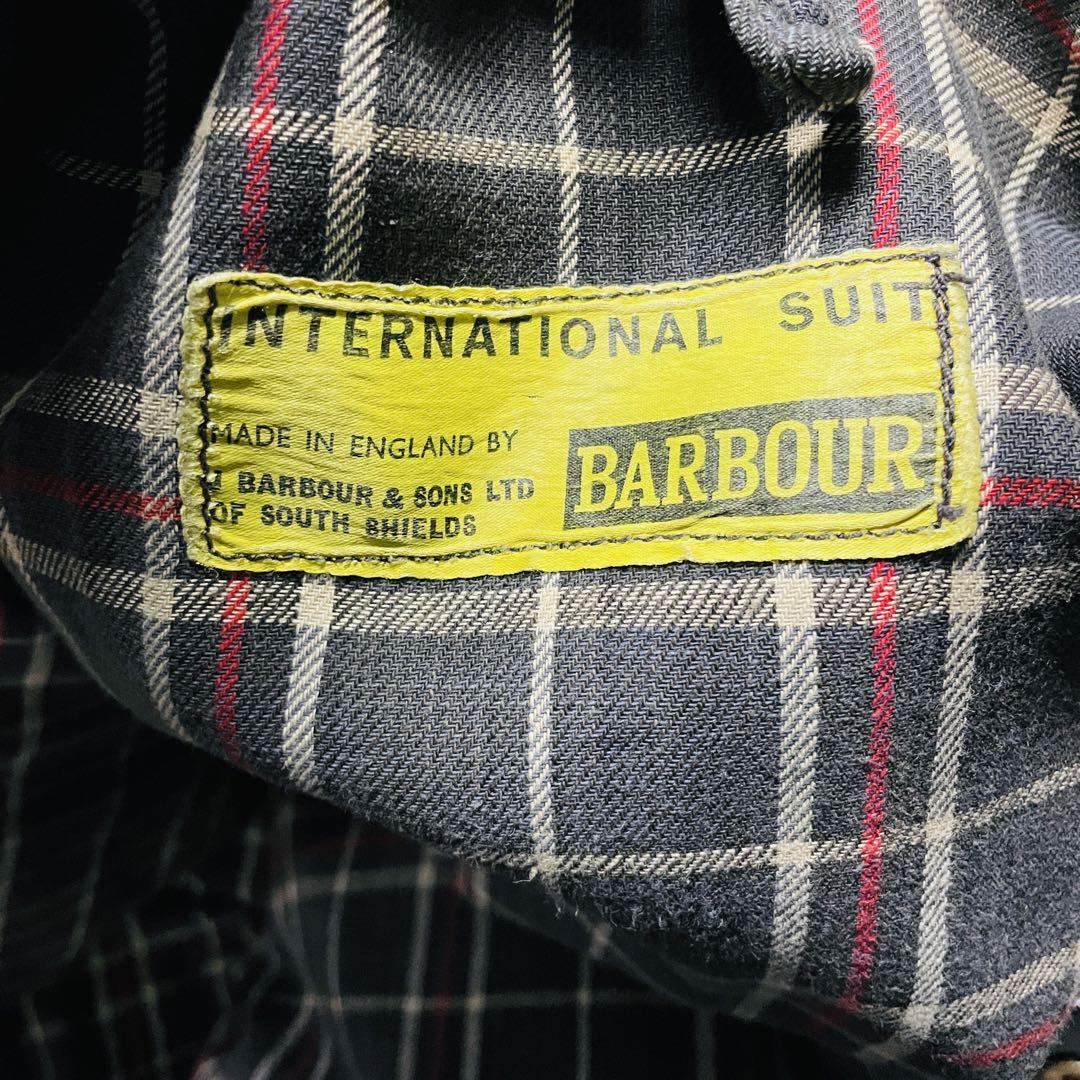 INTERNATIONAL SUIT
MADE IN ENGLAND BY
J BARBOUR & SONS LTD
OF SOUTH SHIELDS
BARBOUR